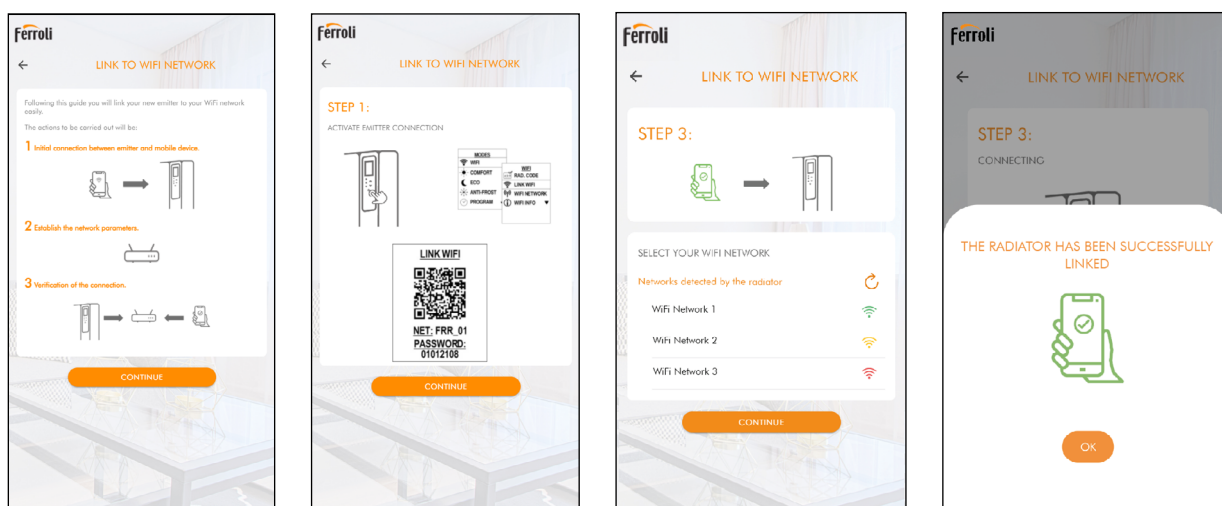 Ferroli
LINK TO WIFI NETWORK
Following this guide you will link your new emitter to your WiFi network
easily.
The actions to be carried out will be:
1 Initial connection between emitter and mobile device.
2 Establish the network parameters.
3 Verification of the connection.
CONTINUE
Ferroli
LINK TO WIFI NETWORK
STEP 1:
ACTIVATE EMITTER CONNECTION
MODES
WIFI
COMFORT
ECO
ANTI-FROST
PROGRAM
WIFI
RAD. CODE
LINK WIFI
WIFI NETWORK
WIFI INFO
LINK WIFI
NET: FRR_01
PASSWORD:
01012108
CONTINUE
Ferroli
LINK TO WIFI NETWORK
STEP 3:
SELECT YOUR WIFI NETWORK
Networks detected by the radiator
WiFi Network 1
WiFi Network 2
WiFi Network 3
CONTINUE
Ferroli
LINK TO WIFI NETWORK
STEP 3:
CONNECTING
THE RADIATOR HAS BEEN SUCCESSFULLY
LINKED
OK